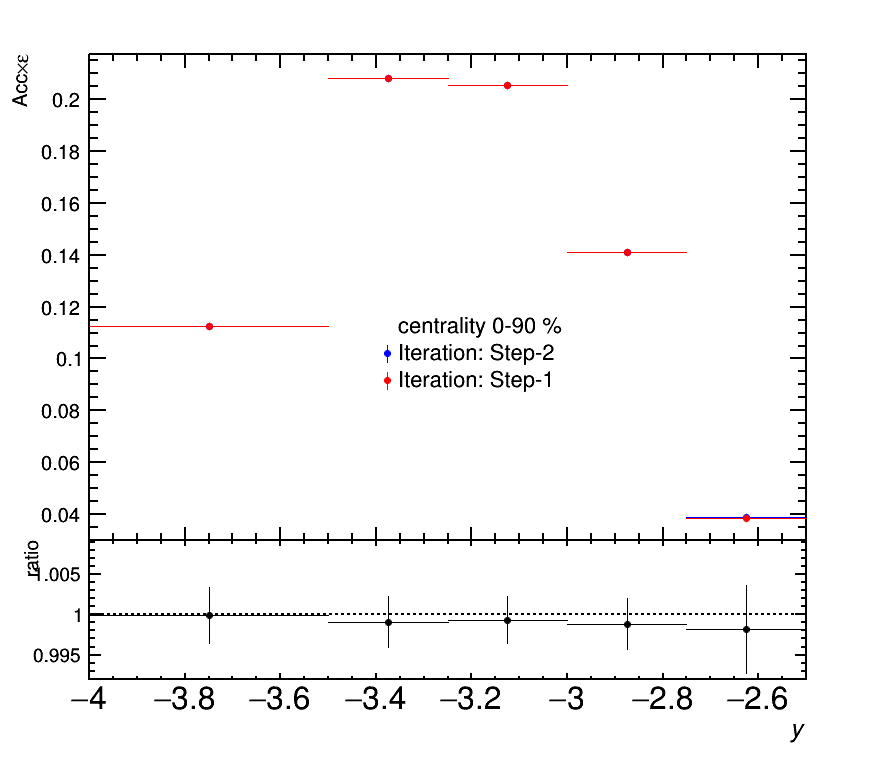 Acc×ε
0.2
0.18
0.16
0.14
0.12
0.1
0.08
0.06
0.04
centrality 0-90 %
Iteration: Step-2
Iteration: Step-1
ratio
1.005
1
0.995
−4 −3.8 −3.6 −3.4 −3.2 −3 −2.8 −2.6
y